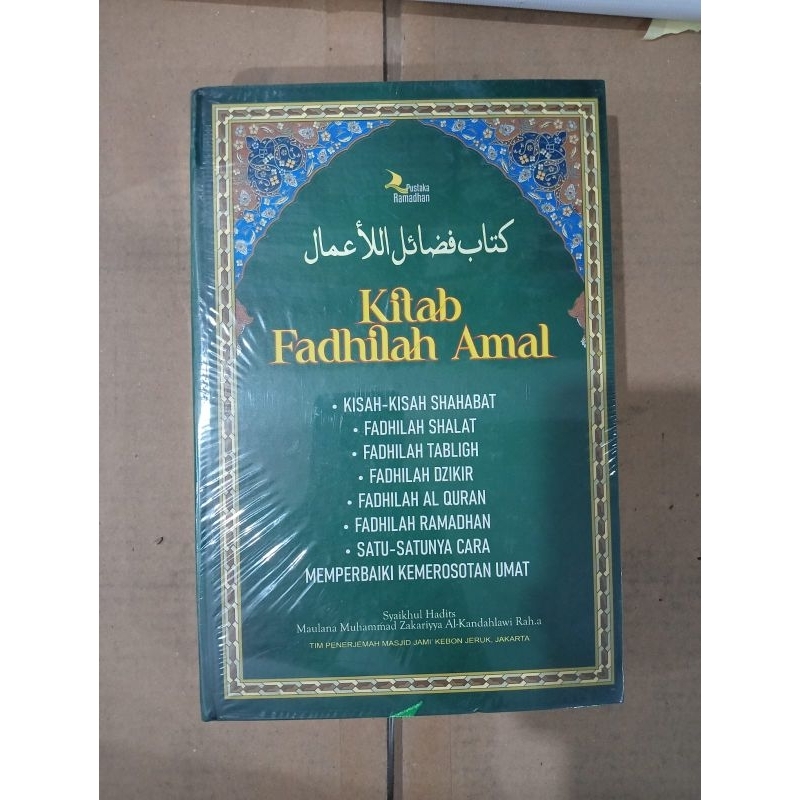 Pustaka
Ramadhan
كتاب فضائل اللأعمال
Kitab
Fadhilah Amal
• KISAH-KISAH SHAHABAT
• FADHILAH SHALAT
• FADHILAH TABLIGH
• FADHILAH DZIKIR
• FADHILAH AL QURAN
• FADHILAH RAMADHAN
• SATU-SATUNYA CARA
MEMPERBAIKI KEMEROSOTAN UMAT
Syaikhul Hadits
Maulana Muhammad Zakariyya Al-Kandahlawi Rah.a
TIM PENERJEMAH MASJID JAMI' KEBON JERUK, JAKARTA